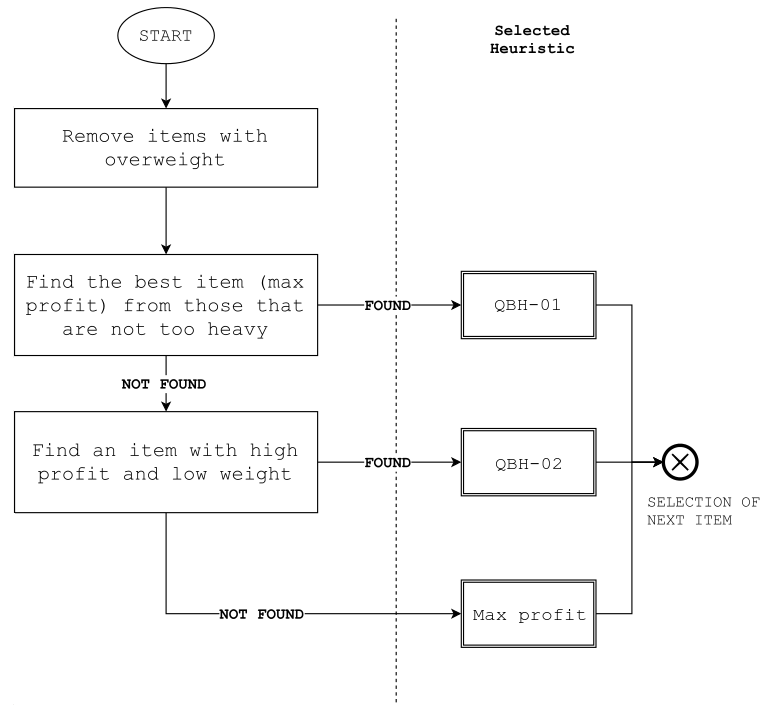 START
Selected
Heuristic
Remove items with
overweight
Find the best item (max
profit) from those that
are not too heavy
FOUND
QBH-01
NOT FOUND
Find an item with high
profit and low weight
FOUND
QBH-02
SELECTION OF
NEXT ITEM
NOT FOUND
Max profit